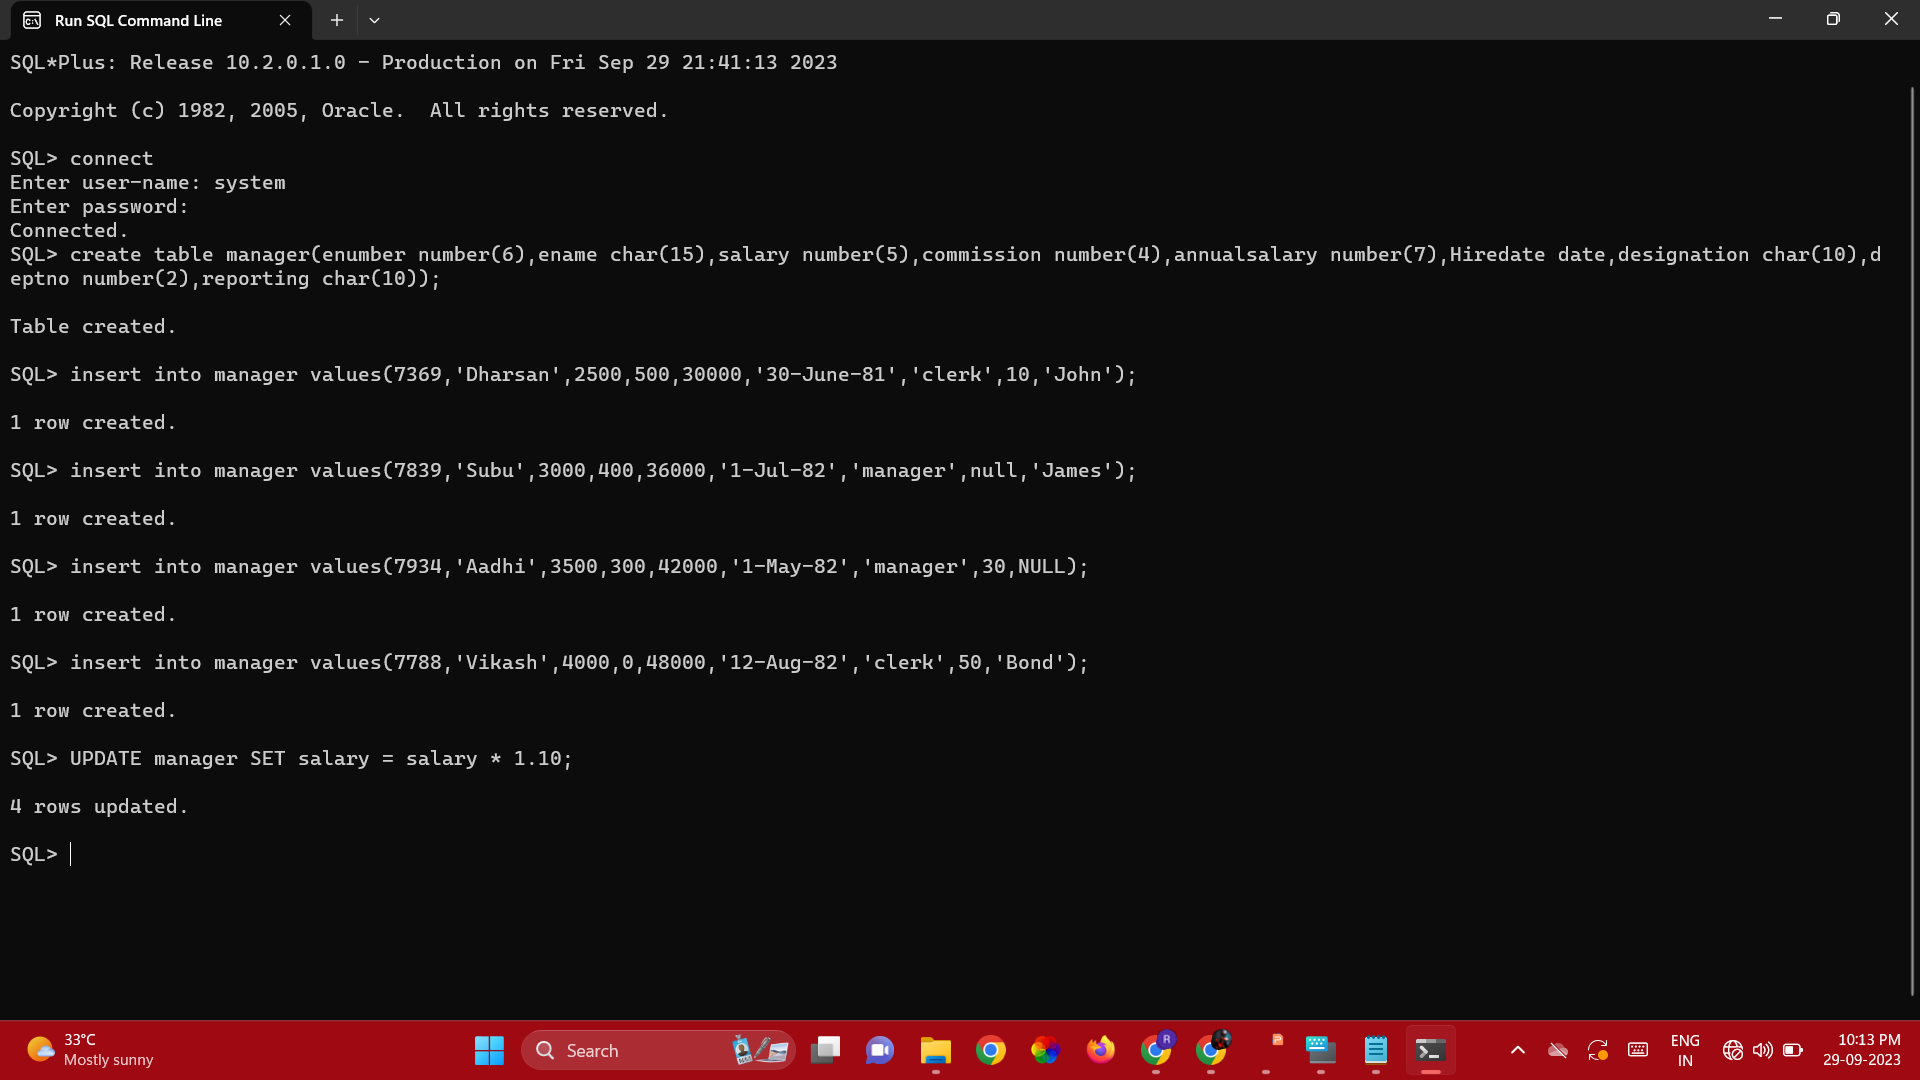 Run SQL Command Line
SQL*Plus: Release 10.2.0.1.0 - Production on Fri Sep 29 21:41:13 2023
Copyright (c) 1982, 2005, Oracle.  All rights reserved.
SQL> connect
Enter user-name: system
Enter password:
Connected.
SQL> create table manager(enumber number(6),ename char(15),salary number(5),commission number(4),annualsalary number(7),Hiredate date,designation char(10),d
eptno number(2),reporting char(10));
Table created.
SQL> insert into manager values(7369,'Dharsan',2500,500,30000,'30-June-81','clerk',10,'John');
1 row created.
SQL> insert into manager values(7839,'Subu',3000,400,36000,'1-Jul-82','manager',null,'James');
1 row created.
SQL> insert into manager values(7934,'Aadhi',3500,300,42000,'1-May-82','manager',30,NULL);
1 row created.
SQL> insert into manager values(7788,'Vikash',4000,0,48000,'12-Aug-82','clerk',50,'Bond');
1 row created.
SQL> UPDATE manager SET salary = salary * 1.10;
4 rows updated.
SQL>
33°C
Mostly sunny
Search
R
ENG
IN
10:13 PM
29-09-2023